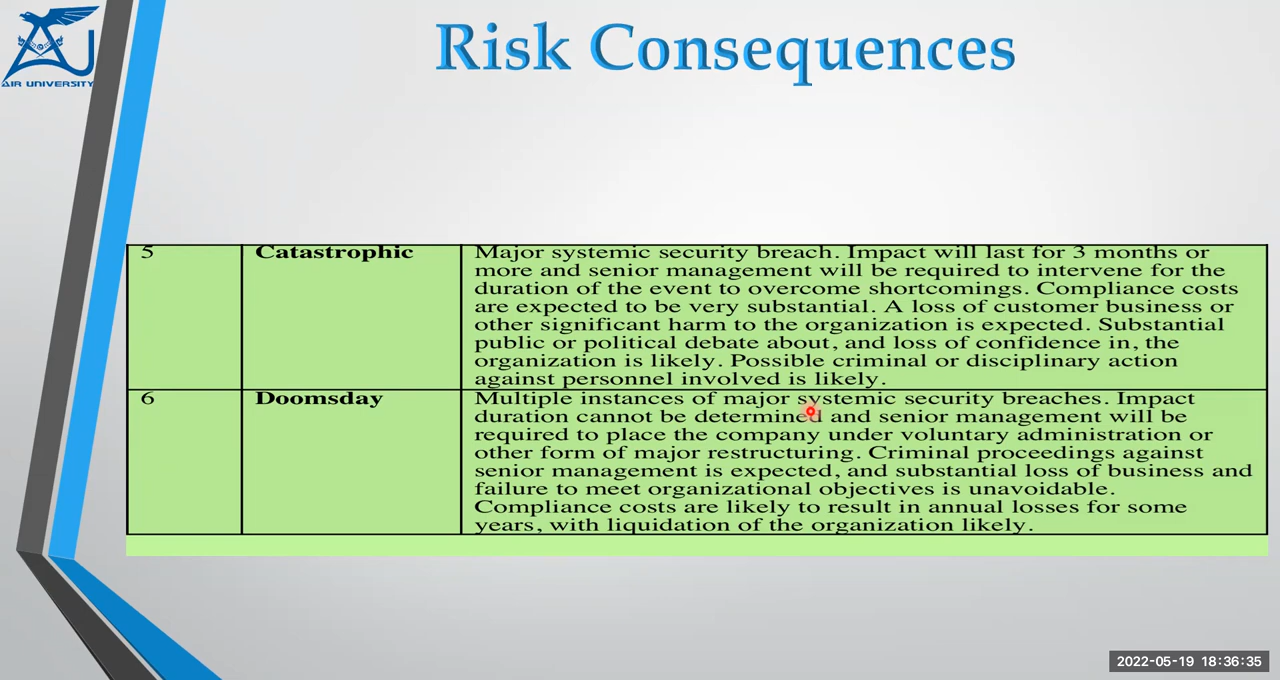 Risk Consequences
AIR UNIVERSITY
5
Catastrophic
Major systemic security breach. Impact will last for 3 months or
more and senior management will be required to intervene for the
duration of the event to overcome shortcomings. Compliance costs
are expected to be very substantial. A loss of customer business or
other significant harm to the organization is expected. Substantial
public or political debate about, and loss of confidence in, the
organization is likely. Possible criminal or disciplinary action
against personnel involved is likely.
6
Doomsday
Multiple instances of major systemic security breaches. Impact
duration cannot be determined and senior management will be
required to place the company under voluntary administration or
other form of major restructuring. Criminal proceedings against
senior management is expected, and substantial loss of business and
failure to meet organizational objectives is unavoidable.
Compliance costs are likely to result in annual losses for some
years, with liquidation of the organization likely.
2022-05-19 18:36:35